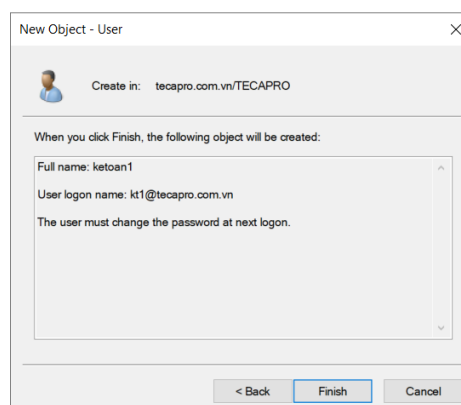 New Object - User
Create in: tecapro.com.vn/TECAPRO
When you click Finish, the following object will be created:
Full name: ketoan1
User logon name: kt1@tecapro.com.vn
The user must change the password at next logon.
< Back Finish Cancel